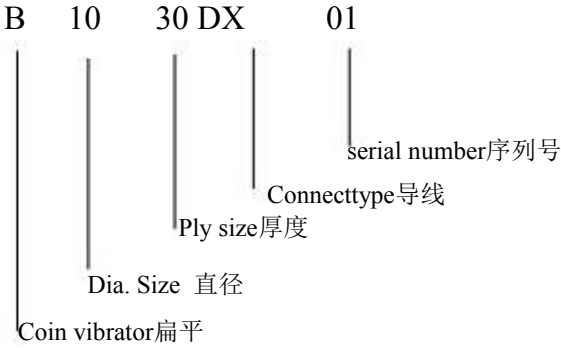 B 10 30 DX 01
serial number序列号
Connecttype导线
Ply size厚度
Dia. Size 直径
Coin vibrator扁平